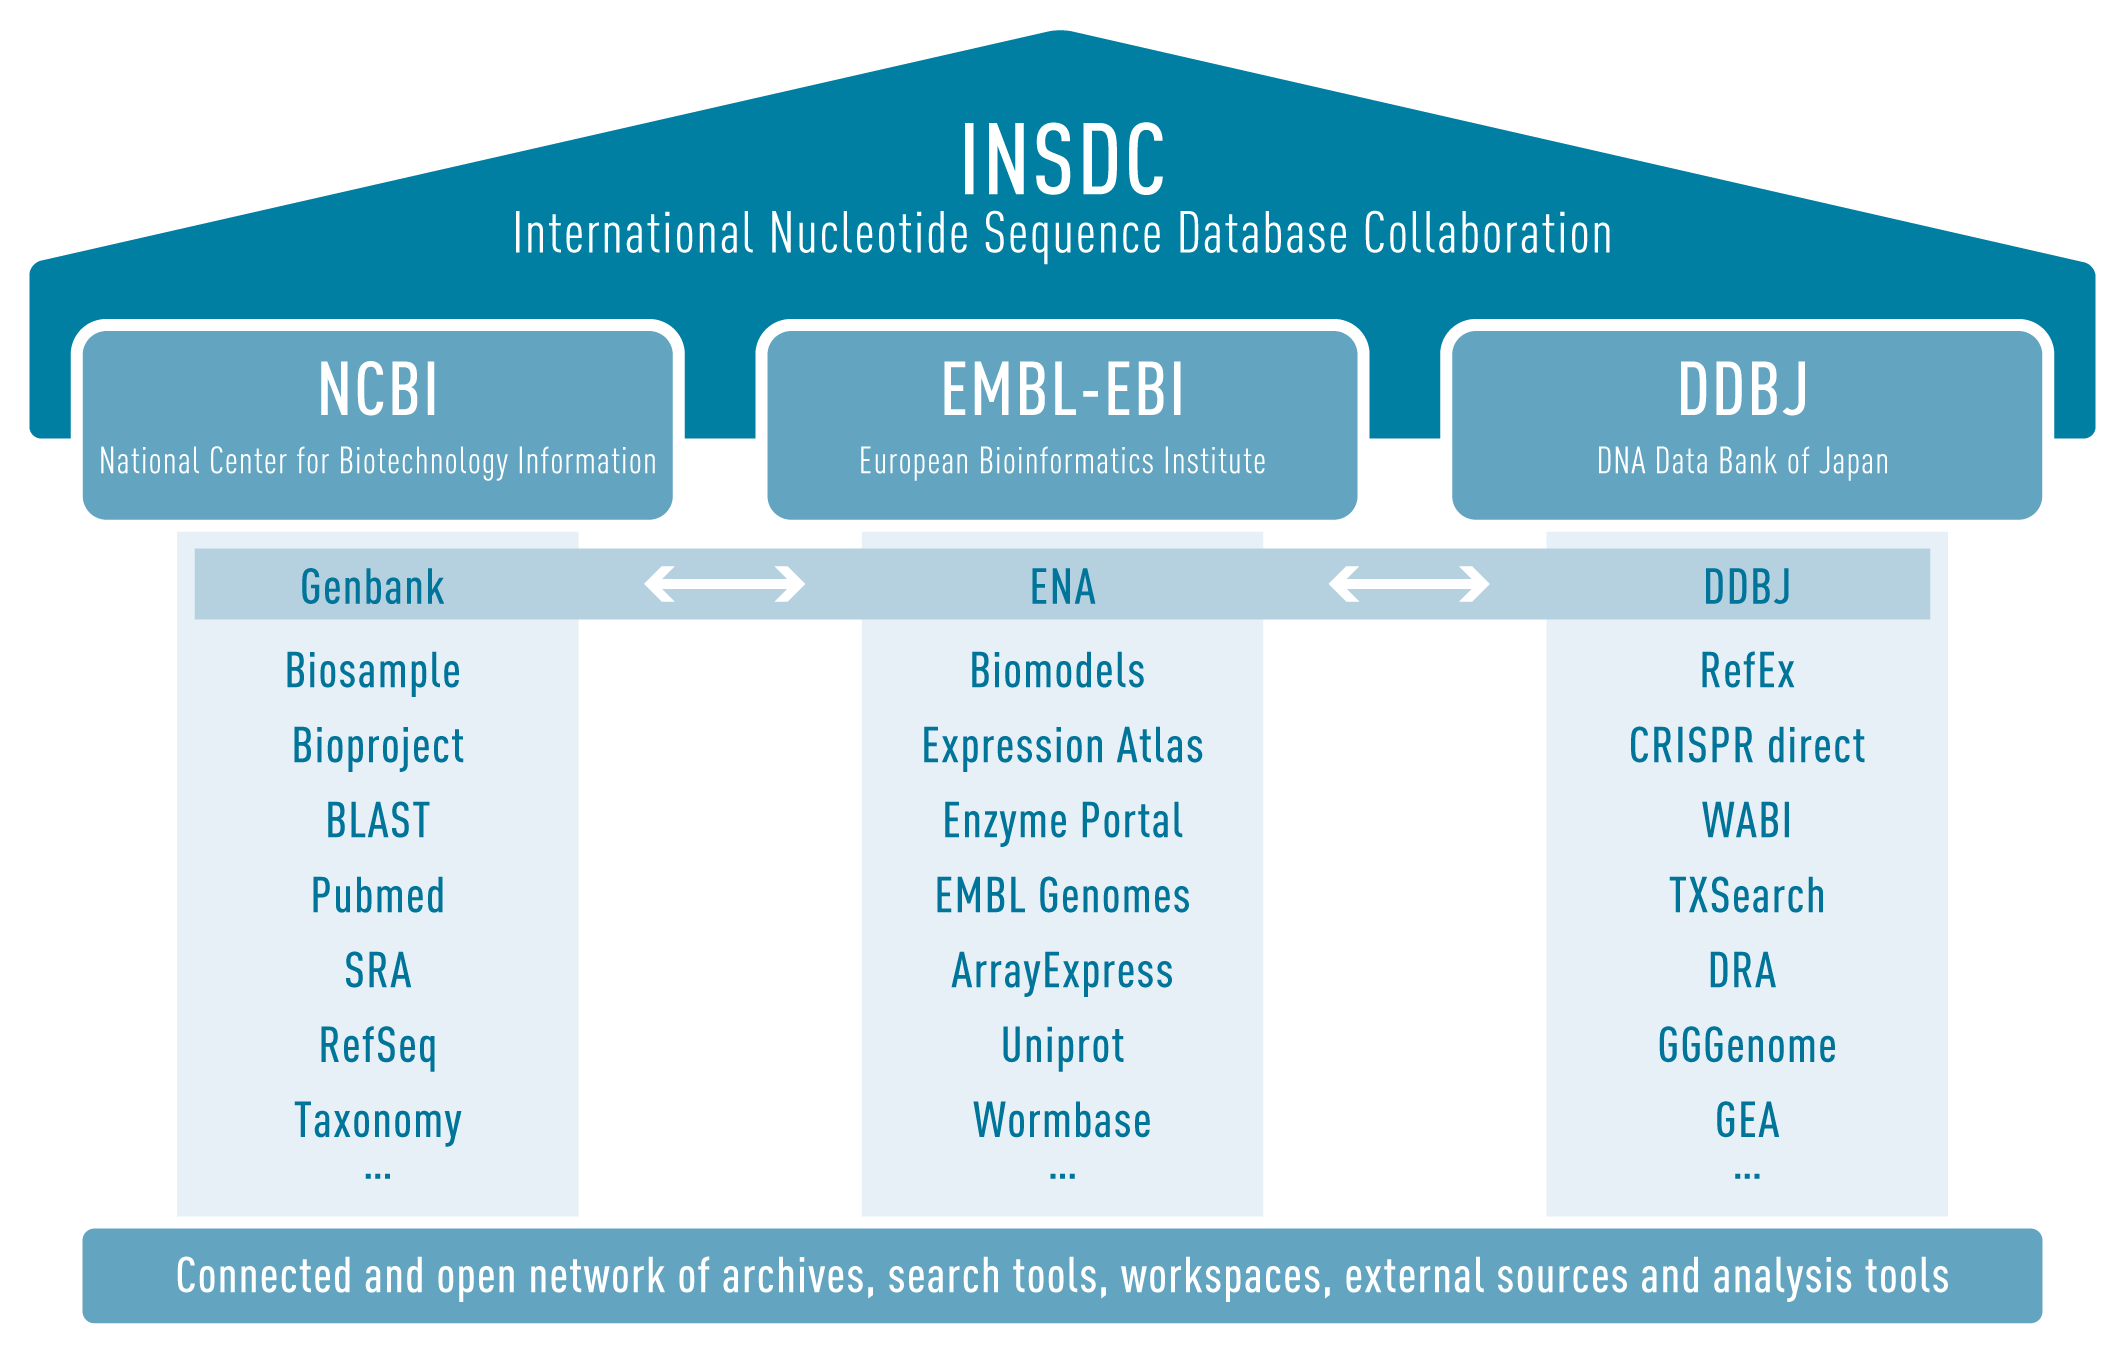 INSDC
International Nucleotide Sequence Database Collaboration
NCBI
National Center for Biotechnology Information
EMBL-EBI
European Bioinformatics Institute
DDBJ
DNA Data Bank of Japan
Genbank
ENA
DDBJ
Biosample
Bioproject
BLAST
Pubmed
SRA
RefSeq
Taxonomy
...
Biomodels
Expression Atlas
Enzyme Portal
EMBL Genomes
ArrayExpress
Uniprot
Wormbase
...
RefEx
CRISPR direct
WABI
TXSearch
DRA
GGGenome
GEA
...
Connected and open network of archives, search tools, workspaces, external sources and analysis tools